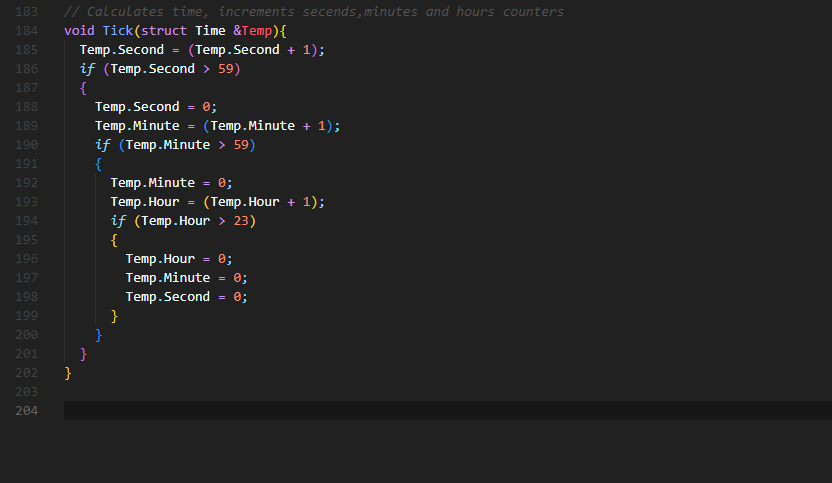 183 // Calculates time, increments secends,minutes and hours counters
184 void Tick(struct Time &Temp){
185   Temp.Second = (Temp.Second + 1);
186   if (Temp.Second > 59)
187   {
188     Temp.Second = 0;
189     Temp.Minute = (Temp.Minute + 1);
190     if (Temp.Minute > 59)
191     {
192       Temp.Minute = 0;
193       Temp.Hour = (Temp.Hour + 1);
194       if (Temp.Hour > 23)
195       {
196         Temp.Hour = 0;
197         Temp.Minute = 0;
198         Temp.Second = 0;
199       }
200     }
201   }
202 }
203
204